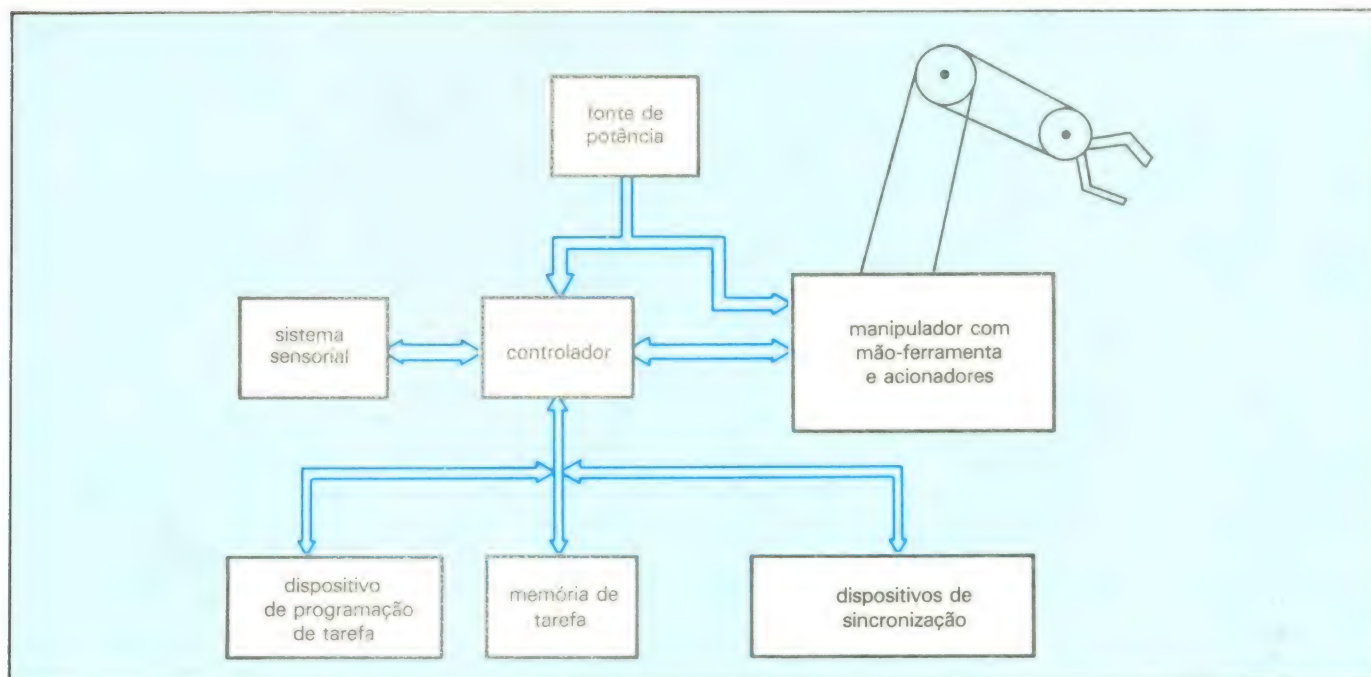 fonte de
potência
sistema
sensorial
controlador
manipulador com
mão-ferramenta
e acionadores
dispositivo
de programação
de tarefa
memória de
tarefa
dispositivos de
sincronização